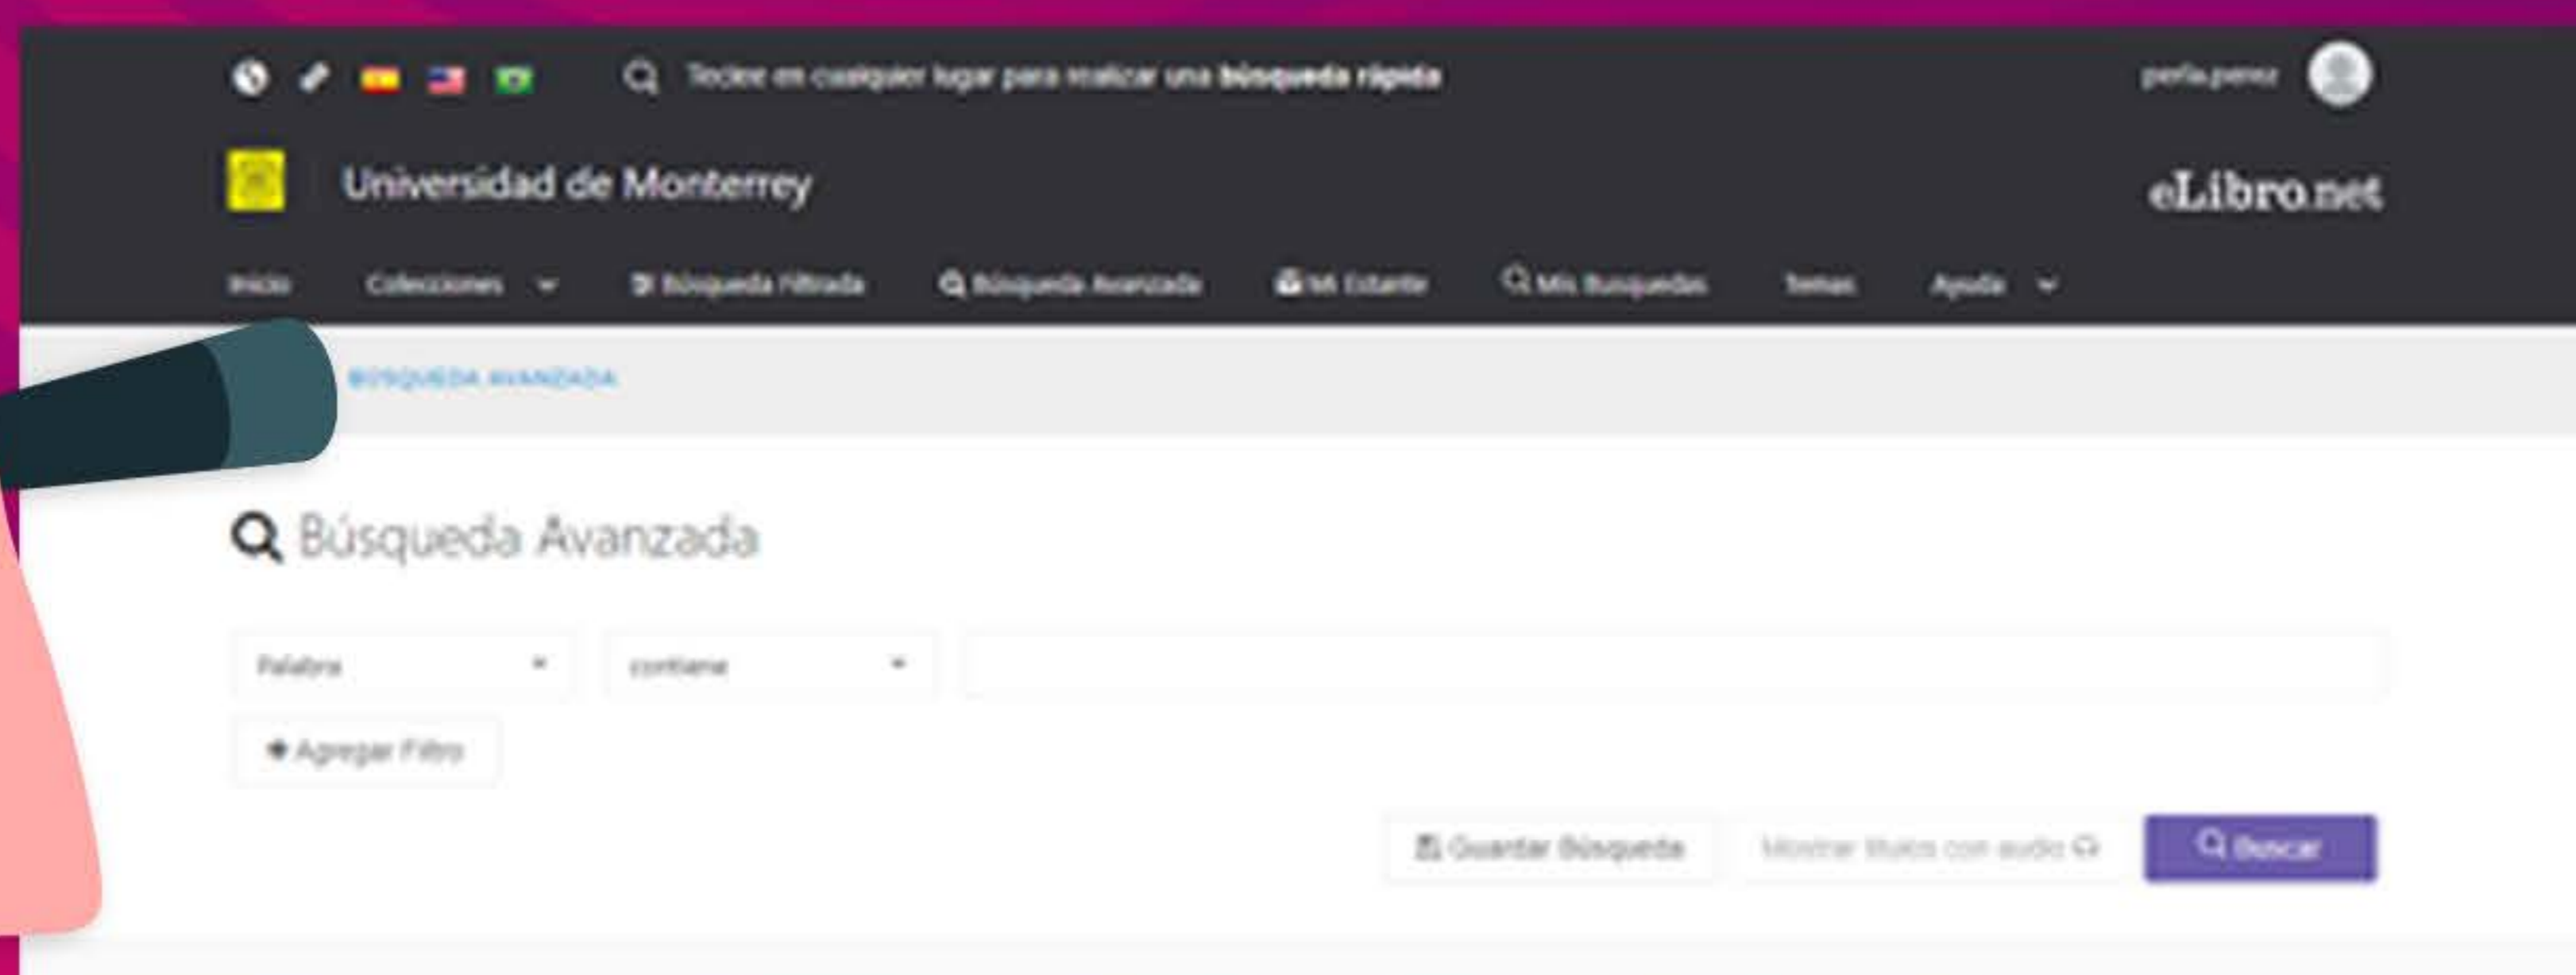 Teclee en cualquier lugar para realizar una búsqueda rápida
perla.perez
Universidad de Monterrey
eLibro.net
Inicio Colecciones Búsqueda Filtrada Búsqueda Avanzada Mi Estante Mis Busquedas Temas Ayuda
BÚSQUEDA AVANZADA
Búsqueda Avanzada
Palabra contiene
Agregar Filtro
Guardar Búsqueda Mostrar títulos con audio Buscar